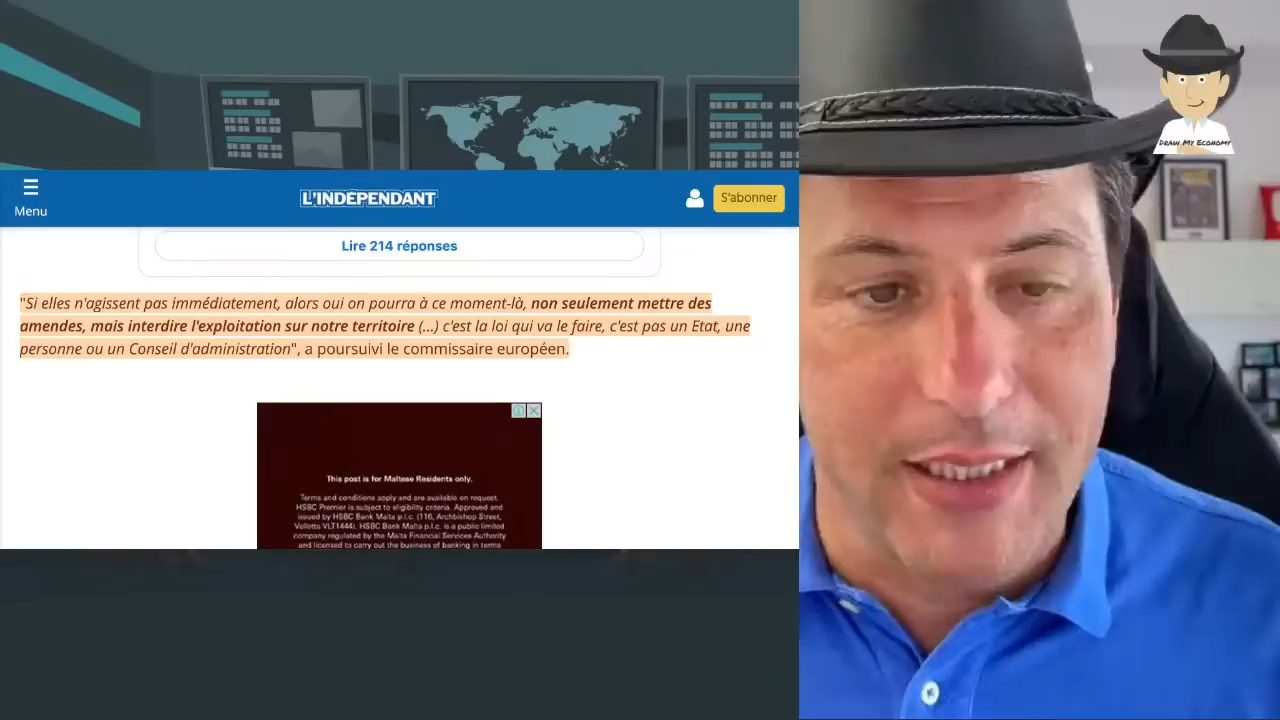 Menu
L'INDÉPENDANT
S'abonner
Lire 214 réponses
"Si elles n'agissent pas immédiatement, alors oui on pourra à ce moment-là, non seulement mettre des
amendes, mais interdire l'exploitation sur notre territoire (...) c'est la loi qui va le faire, c'est pas un Etat, une
personne ou un Conseil d'administration", a poursuivi le commissaire européen.
This post is for Maltese Residents only.
Terms and conditions apply and are available on request.
HSBC Premier is subject to eligibility criteria. Approved and
issued by HSBC Bank Malta p.l.c. (116, Archbishop Street,
Valletta VLT1444). HSBC Bank Malta p.l.c. is a public limited
company regulated by the Malta Financial Services Authority
and licensed to carry out the business of banking in terms
DRAW MY ECONOMY